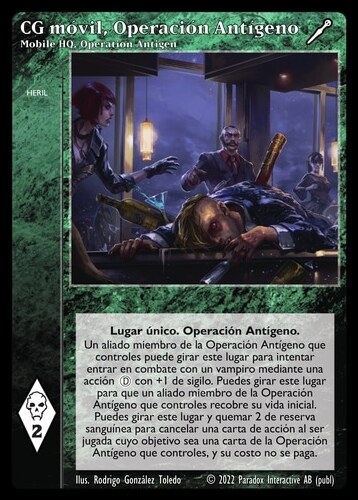 CG móvil, Operación Antígeno
Mobile HQ, Operation Antigen
HERIL
Lugar único. Operación Antígeno.
Un aliado miembro de la Operación Antígeno que
controles puede girar este lugar para intentar
entrar en combate con un vampiro mediante una
acción Ⓓ con +1 de sigilo. Puedes girar este lugar
para que un aliado miembro de la Operación
Antígeno que controles recobre su vida inicial.
Puedes girar este lugar y quemar 2 de reserva
sanguínea para cancelar una carta de acción al ser
jugada cuyo objetivo sea una carta de la Operación
Antígeno que controles, y su costo no se paga.
2
Ilus. Rodrigo González Toledo © 2022 Paradox Interactive AB (publ)